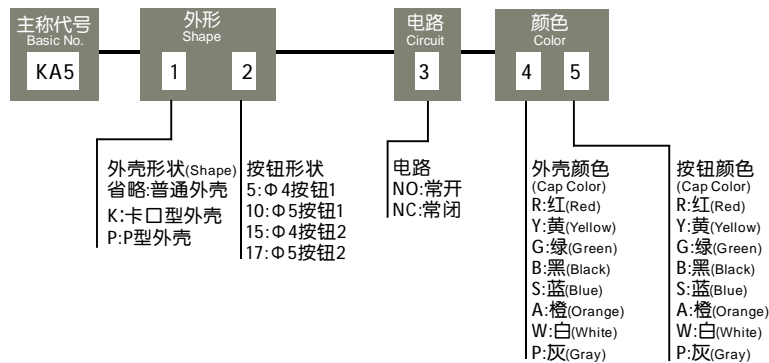 主称代号
Basic No.
KA5
外形
Shape
1
2
电路
Circuit
3
颜色
Color
4
5
外壳形状(Shape)
省略:普通外壳
K:卡口型外壳
P:P型外壳
按钮形状
5:Φ4按钮1
10:Φ5按钮1
15:Φ4按钮2
17:Φ5按钮2
电路
NO:常开
NC:常闭
外壳颜色
(Cap Color)
R:红(Red)
Y:黄(Yellow)
G:绿(Green)
B:黑(Black)
S:蓝(Blue)
A:橙(Orange)
W:白(White)
P:灰(Gray)
按钮颜色
(Cap Color)
R:红(Red)
Y:黄(Yellow)
G:绿(Green)
B:黑(Black)
S:蓝(Blue)
A:橙(Orange)
W:白(White)
P:灰(Gray)